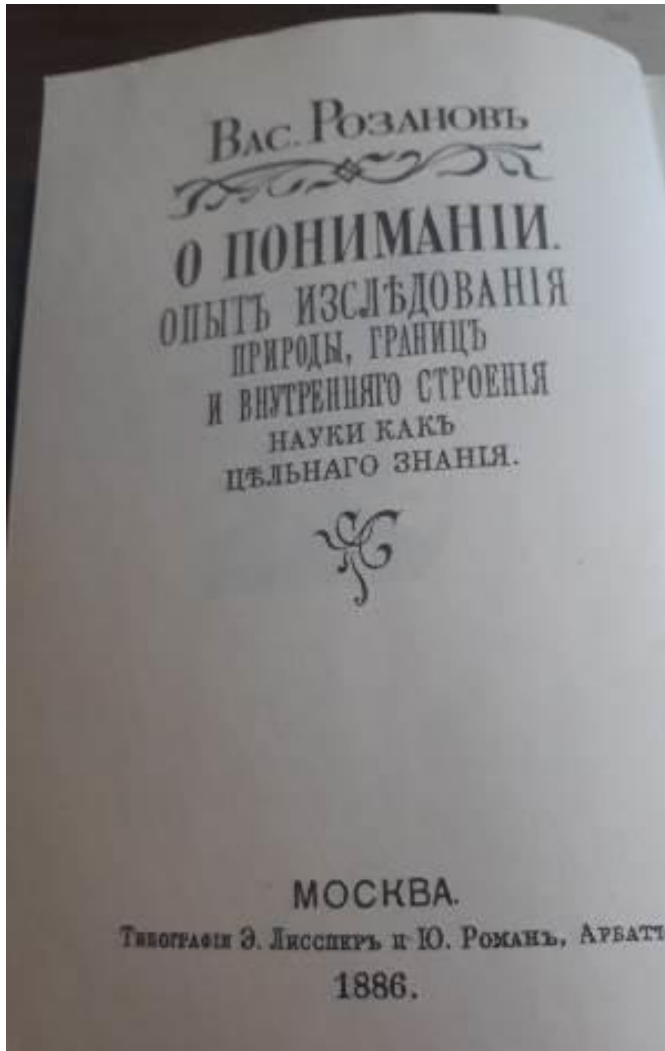 Вас. Розановъ
О ПОНИМАНІИ.
ОПЫТЪ ИЗСЛѢДОВАНІЯ
ПРИРОДЫ, ГРАНИЦЪ
И ВНУТРЕННЯГО СТРОЕНІЯ
НАУКИ КАКЪ
ЦѢЛЬНАГО ЗНАНІЯ.
МОСКВА.
Типографія Э. Лисснеръ и Ю. Романъ, Арбатъ
1886.